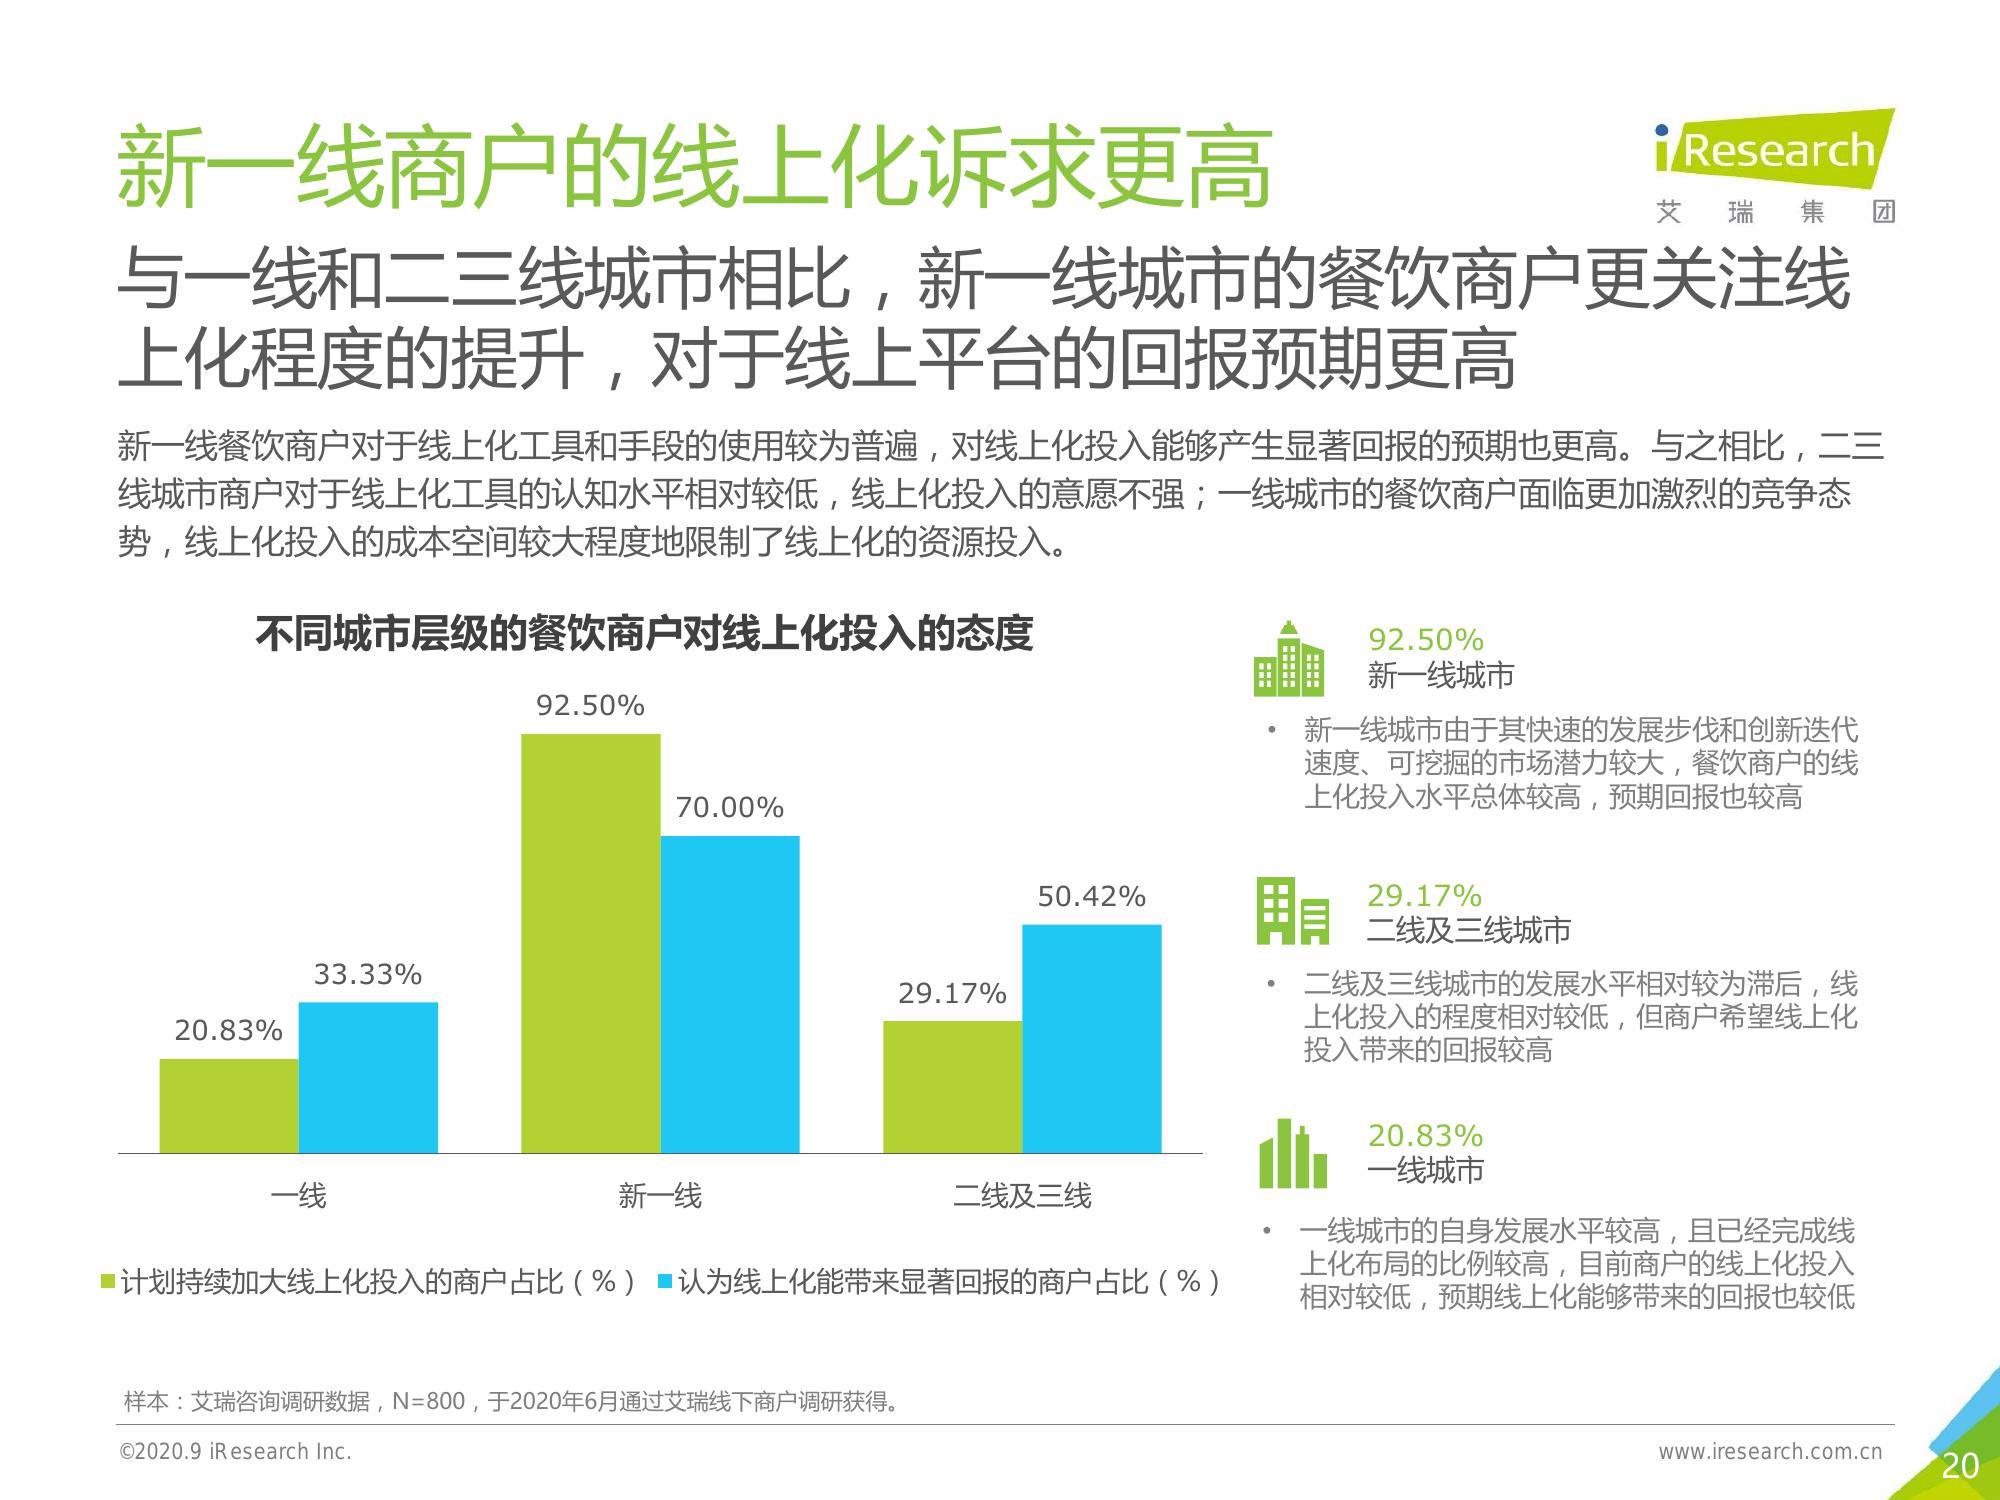 新一线商户的线上化诉求更高
iResearch
艾瑞集团
与一线和二三线城市相比，新一线城市的餐饮商户更关注线
上化程度的提升，对于线上平台的回报预期更高
新一线餐饮商户对于线上化工具和手段的使用较为普遍，对线上化投入能够产生显著回报的预期也更高。与之相比，二三
线城市商户对于线上化工具的认知水平相对较低，线上化投入的意愿不强；一线城市的餐饮商户面临更加激烈的竞争态
势，线上化投入的成本空间较大程度地限制了线上化的资源投入。
不同城市层级的餐饮商户对线上化投入的态度
92.50%
70.00%
50.42%
33.33%
29.17%
20.83%
一线
新一线
二线及三线
计划持续加大线上化投入的商户占比（%）
认为线上化能带来显著回报的商户占比（%）
92.50%
新一线城市
• 新一线城市由于其快速的发展步伐和创新迭代
速度、可挖掘的市场潜力较大，餐饮商户的线
上化投入水平总体较高，预期回报也较高
29.17%
二线及三线城市
• 二线及三线城市的发展水平相对较为滞后，线
上化投入的程度相对较低，但商户希望线上化
投入带来的回报较高
20.83%
一线城市
• 一线城市的自身发展水平较高，且已经完成线
上化布局的比例较高，目前商户的线上化投入
相对较低，预期线上化能够带来的回报也较低
样本：艾瑞咨询调研数据，N=800，于2020年6月通过艾瑞线下商户调研获得。
©2020.9 iResearch Inc.
www.iresearch.com.cn
20